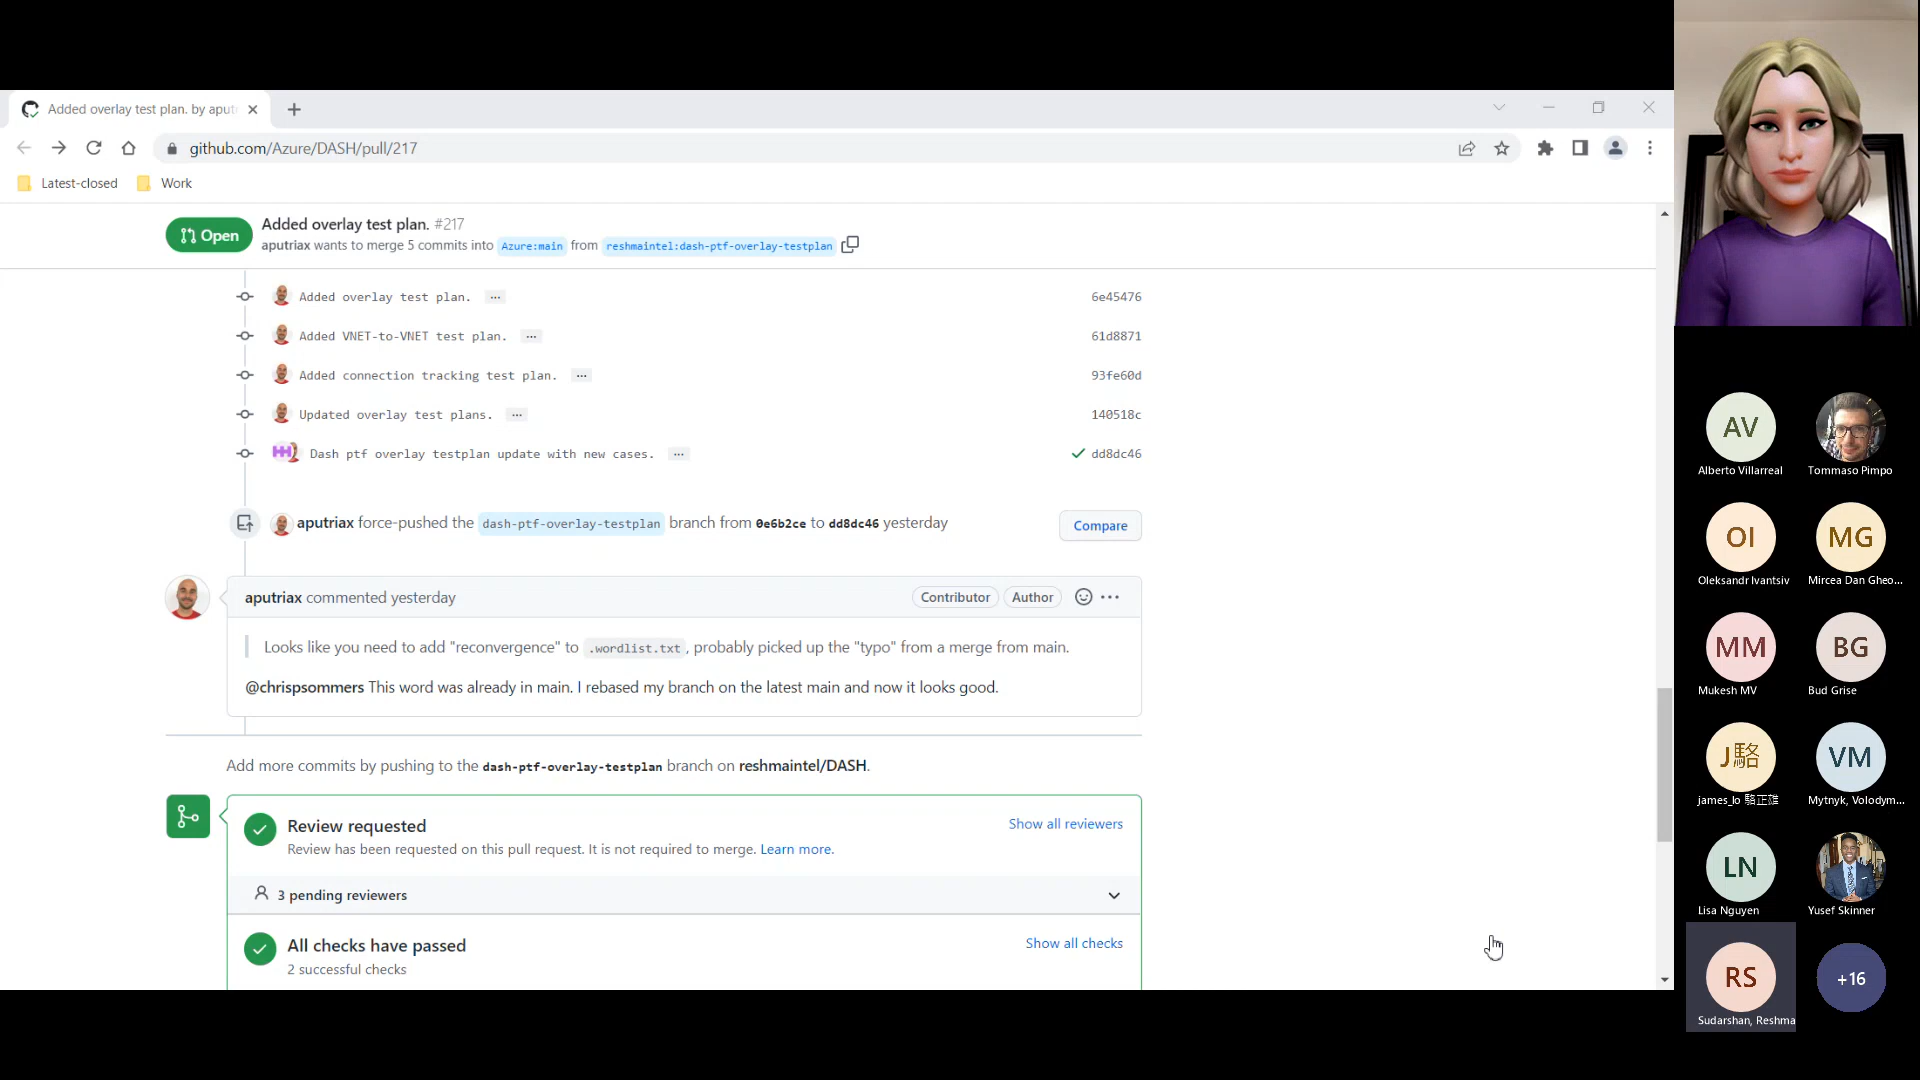 Added overlay test plan. by aput
github.com/Azure/DASH/pull/217
Latest-closed
Work
Open
Added overlay test plan. #217
aputriax wants to merge 5 commits into Azure:main from reshmaintel:dash-ptf-overlay-testplan
Added overlay test plan. ... 6e45476
Added VNET-to-VNET test plan. ... 61d8871
Added connection tracking test plan. ... 93fe60d
Updated overlay test plans. ... 140518c
Dash ptf overlay testplan update with new cases. ... dd8dc46
aputriax force-pushed the dash-ptf-overlay-testplan branch from 0e6b2ce to dd8dc46 yesterday
Compare
aputriax commented yesterday
Contributor
Author
Looks like you need to add "reconvergence" to .wordlist.txt, probably picked up the "typo" from a merge from main.
@chrispsommers This word was already in main. I rebased my branch on the latest main and now it looks good.
Add more commits by pushing to the dash-ptf-overlay-testplan branch on reshmaintel/DASH.
Review requested
Show all reviewers
Review has been requested on this pull request. It is not required to merge. Learn more.
3 pending reviewers
All checks have passed
Show all checks
2 successful checks
AV
Alberto Villarreal
Tommaso Pimpo
OI
Oleksandr Ivantsiv
MG
Mircea Dan Gheo...
MM
Mukesh MV
BG
Bud Grise
J駱
james_lo 駱正雄
VM
Mytnyk, Volodym...
LN
Lisa Nguyen
Yusef Skinner
RS
Sudarshan, Reshma
+16